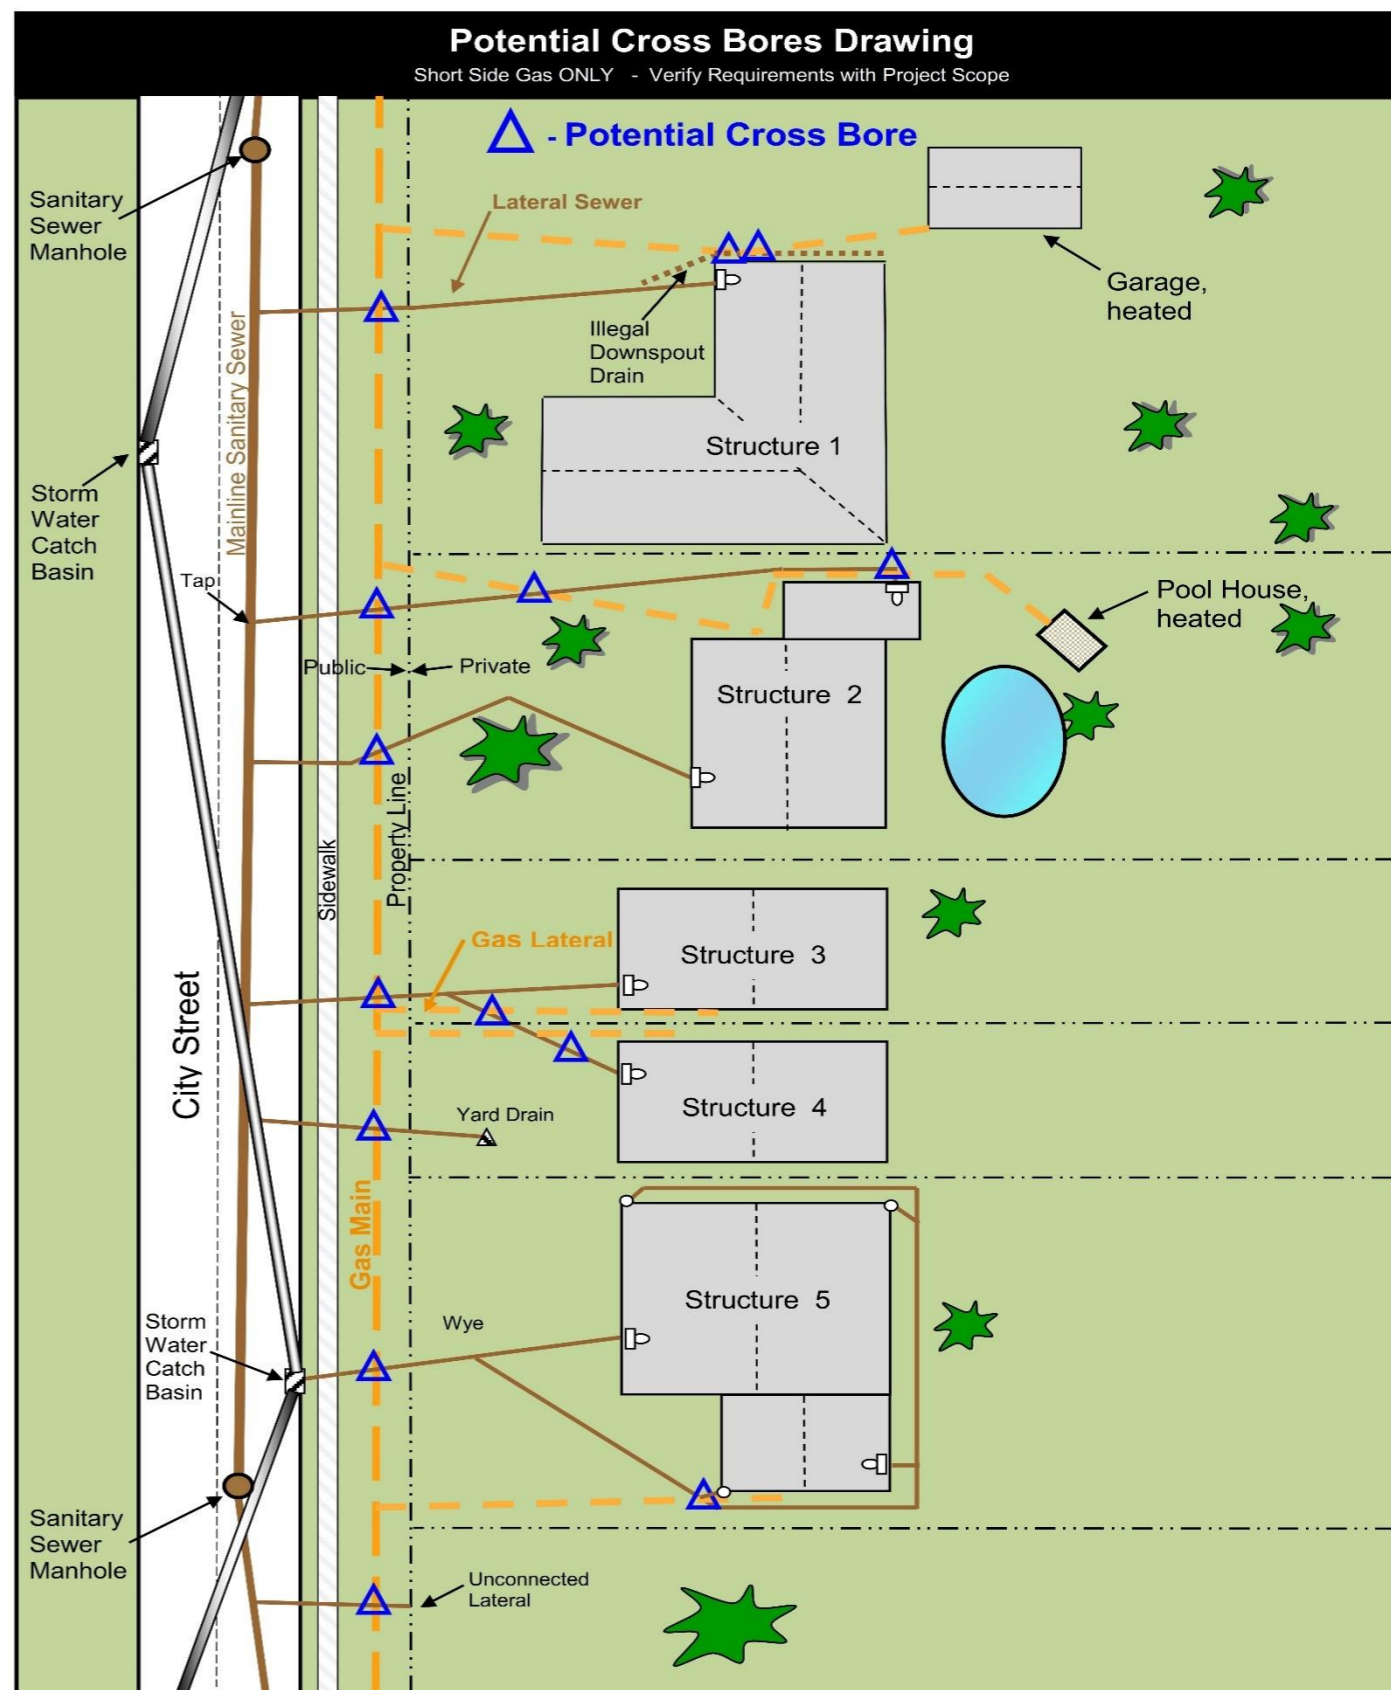 Potential Cross Bores Drawing
Short Side Gas ONLY - Verify Requirements with Project Scope
- Potential Cross Bore
Sanitary
Sewer
Manhole
Lateral Sewer
Garage,
heated
Illegal
Downspout
Drain
Mainline Sanitary Sewer
Structure 1
Storm
Water
Catch
Basin
Tap
Pool House,
heated
Public
Private
Structure 2
Property Line
Sidewalk
Gas Lateral
Structure 3
City Street
Structure 4
Yard Drain
Gas Main
Structure 5
Storm
Water
Catch
Basin
Wye
Sanitary
Sewer
Manhole
Unconnected
Lateral